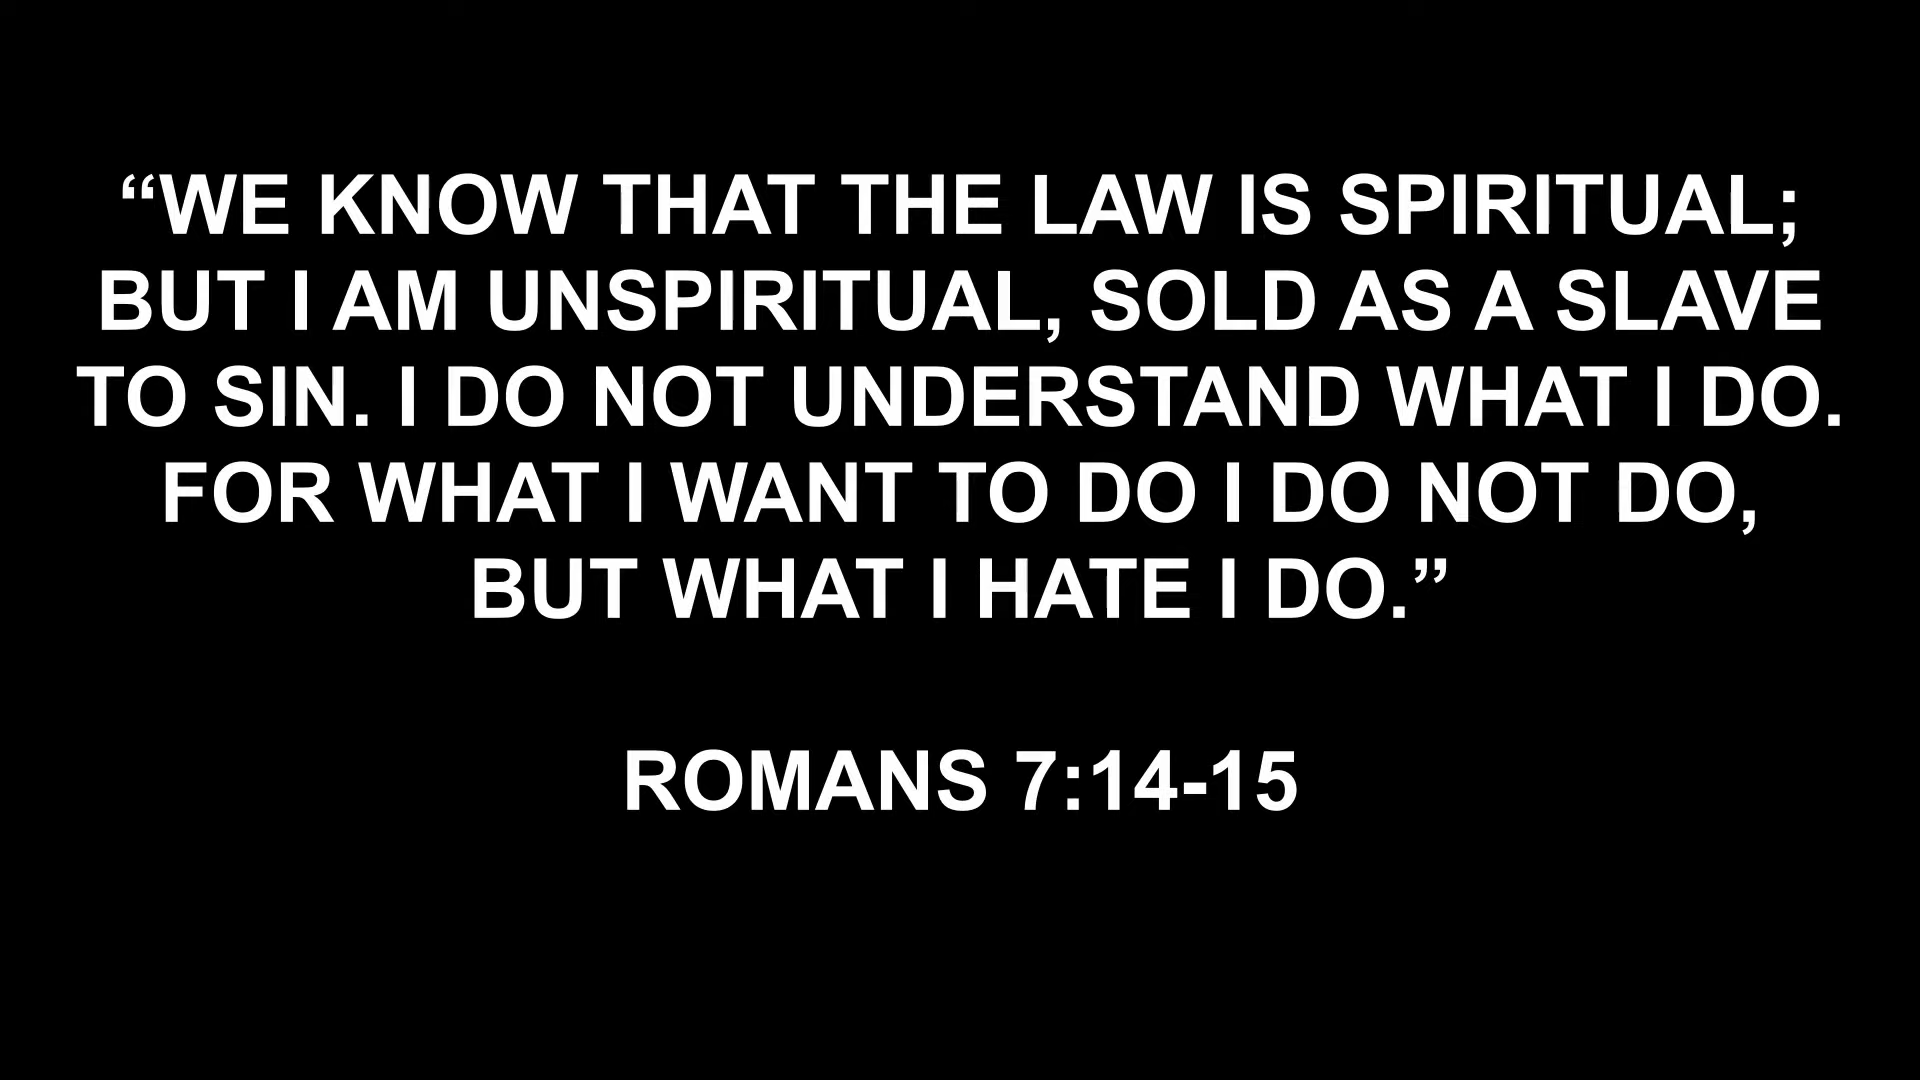 “WE KNOW THAT THE LAW IS SPIRITUAL;
BUT I AM UNSPIRITUAL, SOLD AS A SLAVE
TO SIN. I DO NOT UNDERSTAND WHAT I DO.
FOR WHAT I WANT TO DO I DO NOT DO,
BUT WHAT I HATE I DO.”
ROMANS 7:14-15